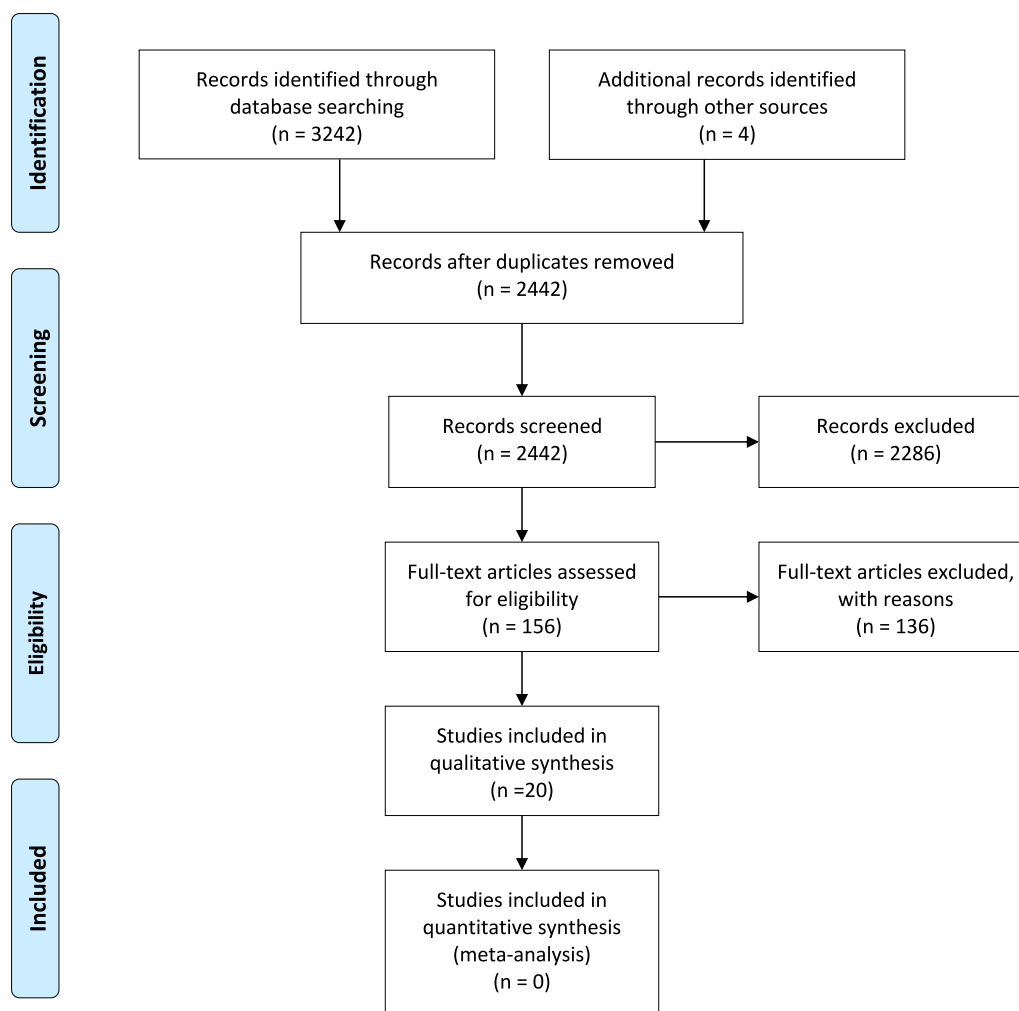 Identification
Records identified through
database searching
(n = 3242)
Additional records identified
through other sources
(n = 4)
Records after duplicates removed
(n = 2442)
Screening
Records screened
(n = 2442)
Records excluded
(n = 2286)
Eligibility
Full-text articles assessed
for eligibility
(n = 156)
Full-text articles excluded,
with reasons
(n = 136)
Studies included in
qualitative synthesis
(n =20)
Included
Studies included in
quantitative synthesis
(meta-analysis)
(n = 0)